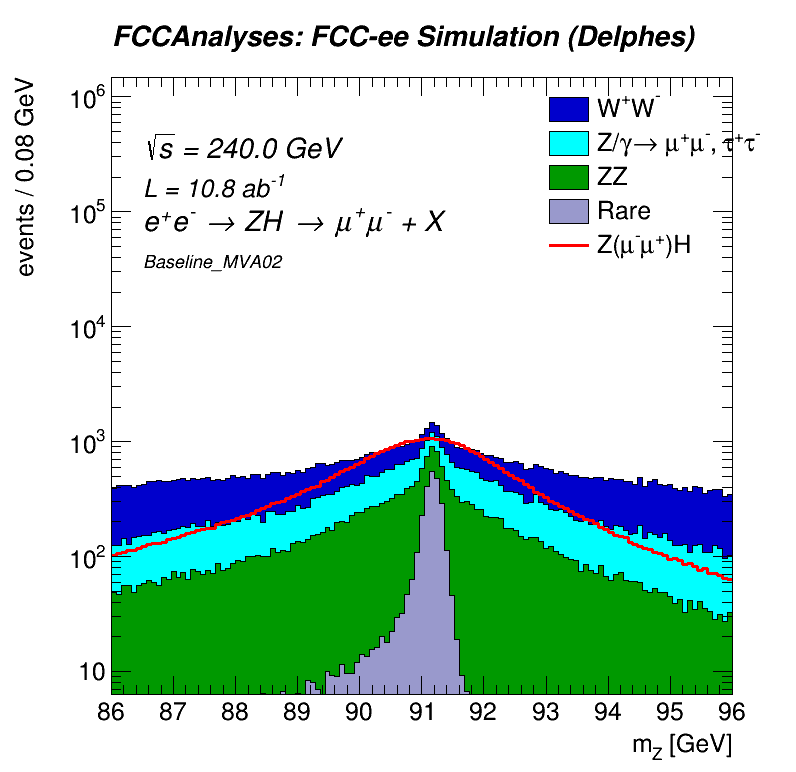 FCCAnalyses: FCC-ee Simulation (Delphes)
events / 0.08 GeV
10⁶
10⁵
10⁴
10³
10²
10
√s = 240.0 GeV
L = 10.8 ab⁻¹
e⁺e⁻ → ZH → μ⁺μ⁻ + X
Baseline_MVA02
W⁺W⁻
Z/γ→ μ⁺μ⁻, τ⁺τ⁻
ZZ
Rare
Z(μ⁻μ⁺)H
86 87 88 89 90 91 92 93 94 95 96
m_Z [GeV]